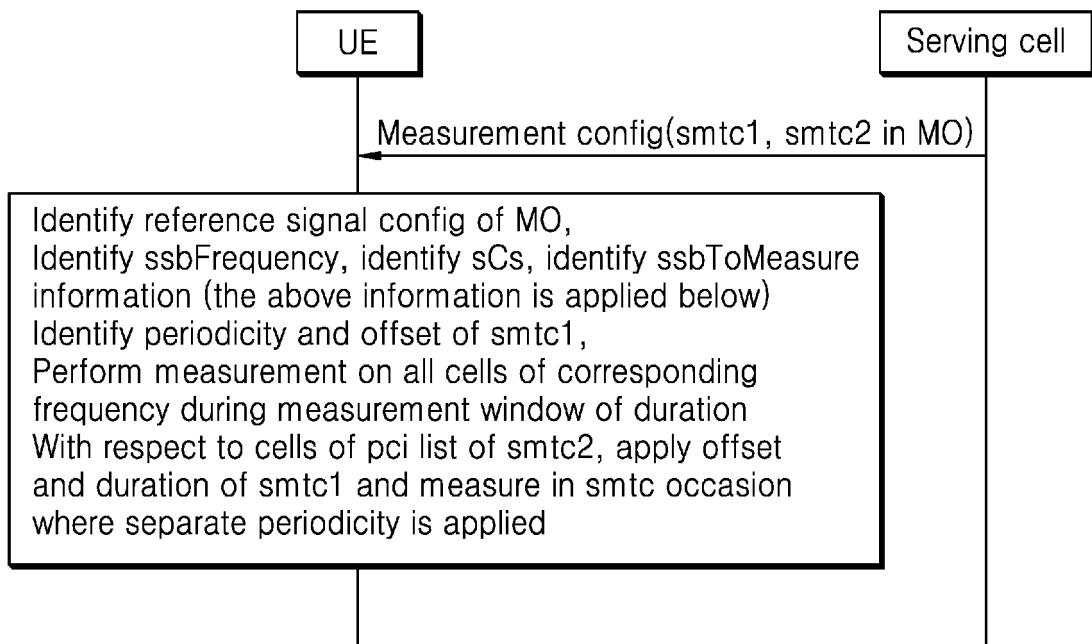 UE
Serving cell
Measurement config(smtc1, smtc2 in MO)
Identify reference signal config of MO,
Identify ssbFrequency, identify sCs, identify ssbToMeasure
information (the above information is applied below)
Identify periodicity and offset of smtc1,
Perform measurement on all cells of corresponding
frequency during measurement window of duration
With respect to cells of pci list of smtc2, apply offset
and duration of smtc1 and measure in smtc occasion
where separate periodicity is applied